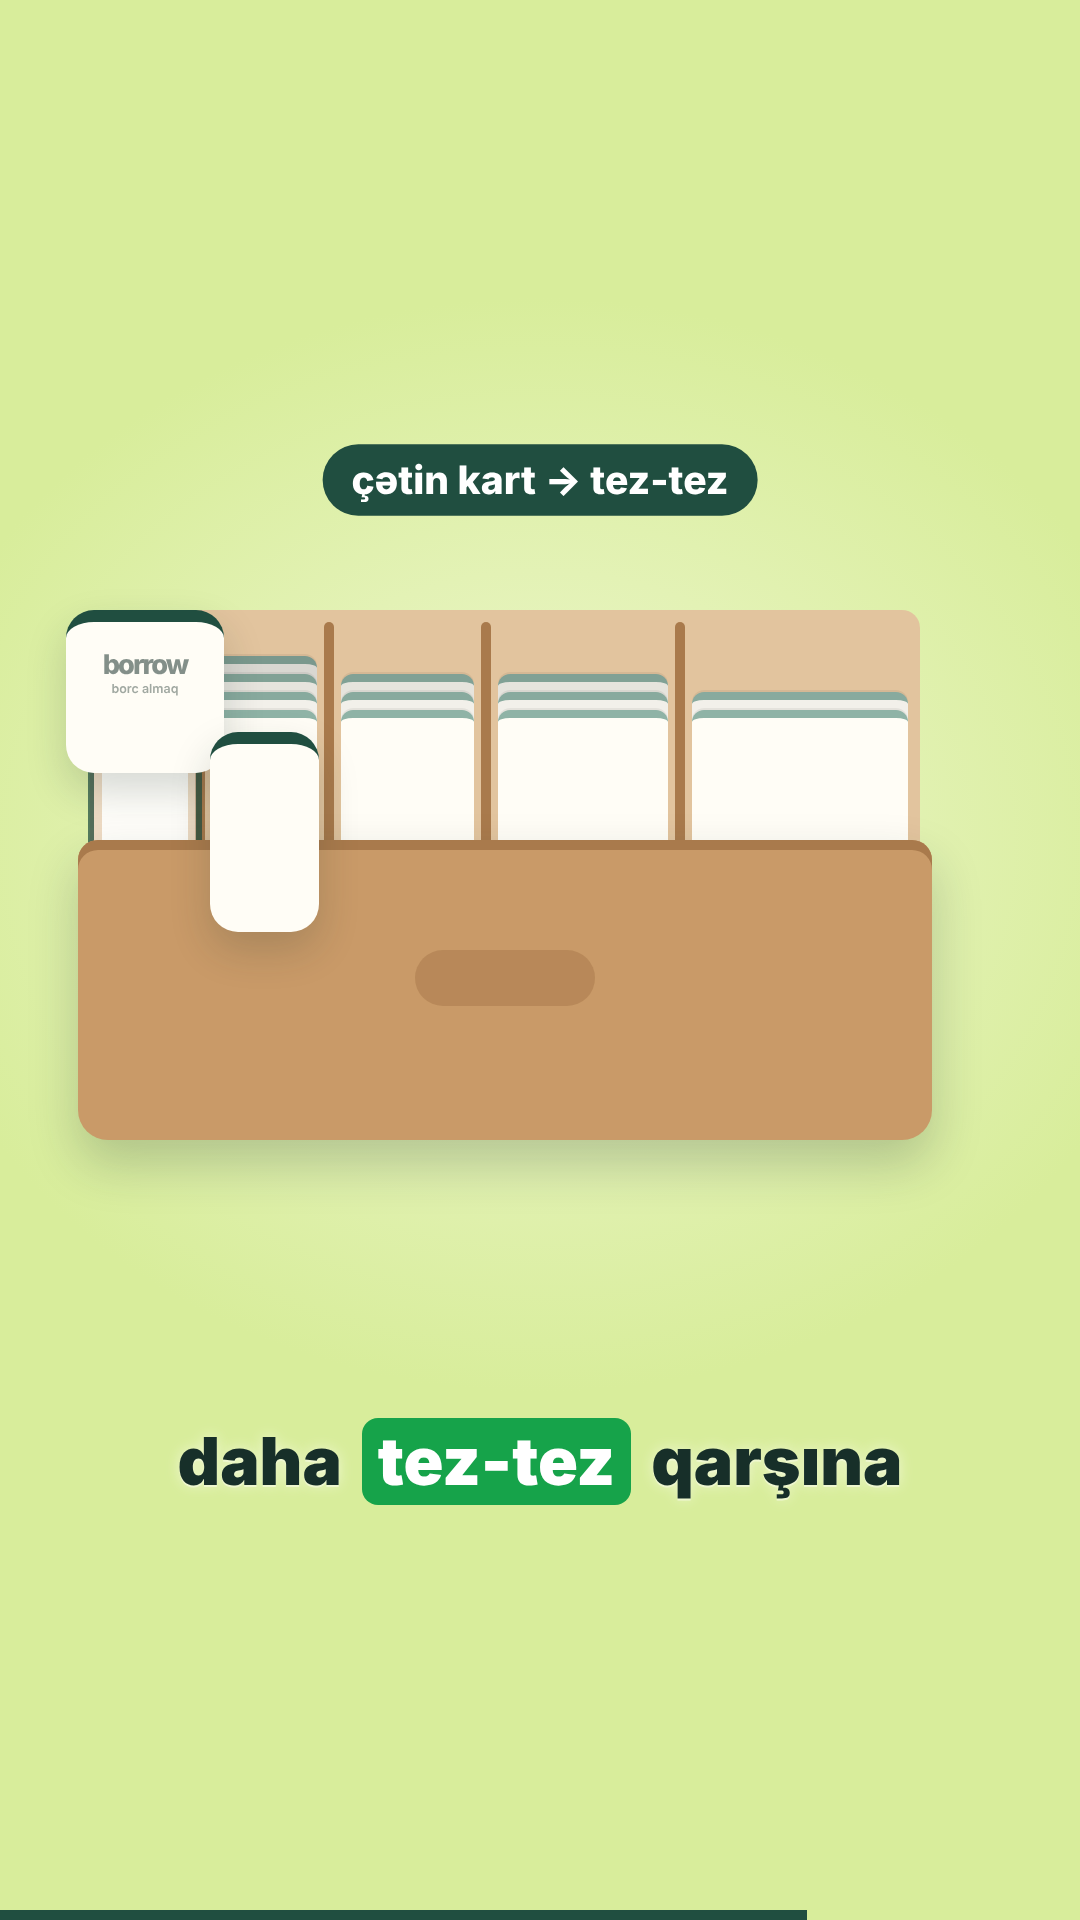 çətin kart → tez-tez
borrow
borc almaq
daha tez-tez qarşına